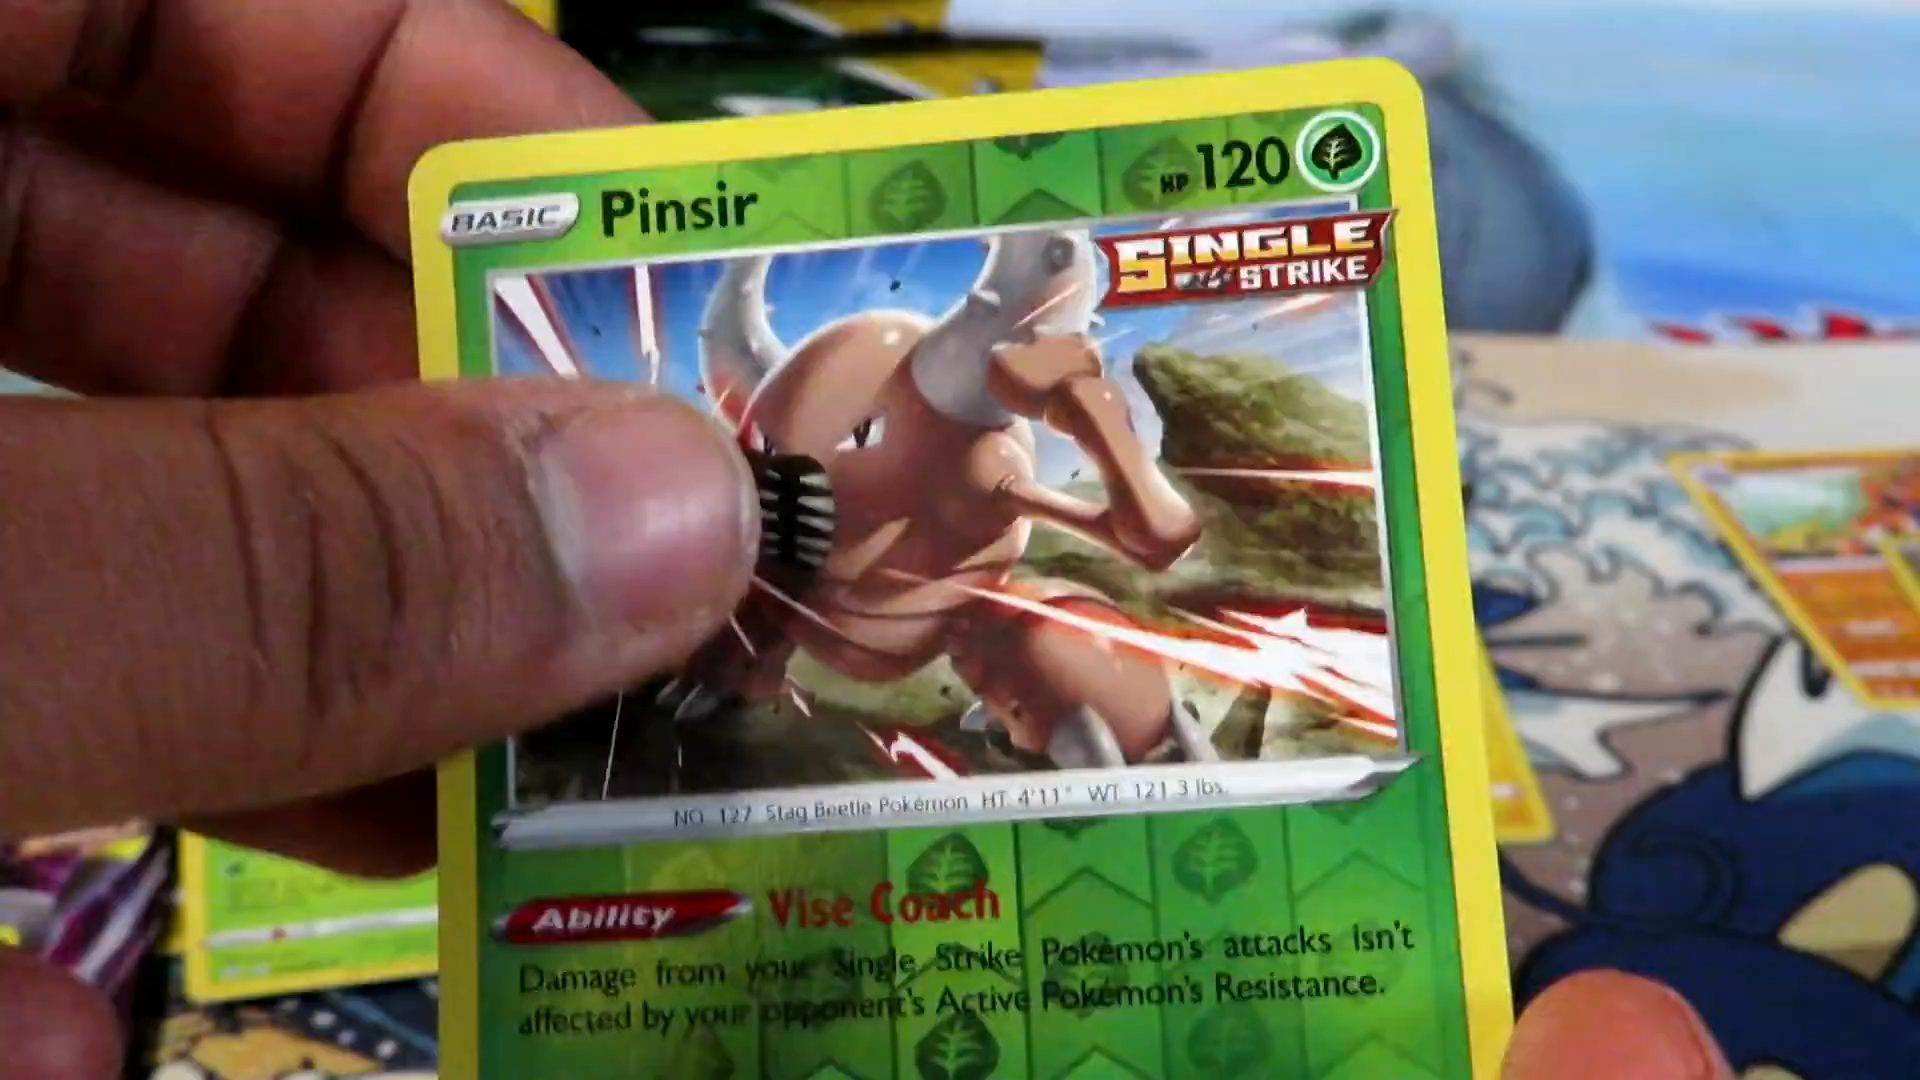 BASIC Pinsir HP 120
SINGLE
STRIKE
NO. 127 Stag Beetle Pokémon HT 4'11" WT 121.3 lbs.
Ability Vise Coach
Damage from your Single Strike Pokémon's attacks isn't
affected by your opponent's Active Pokémon's Resistance.